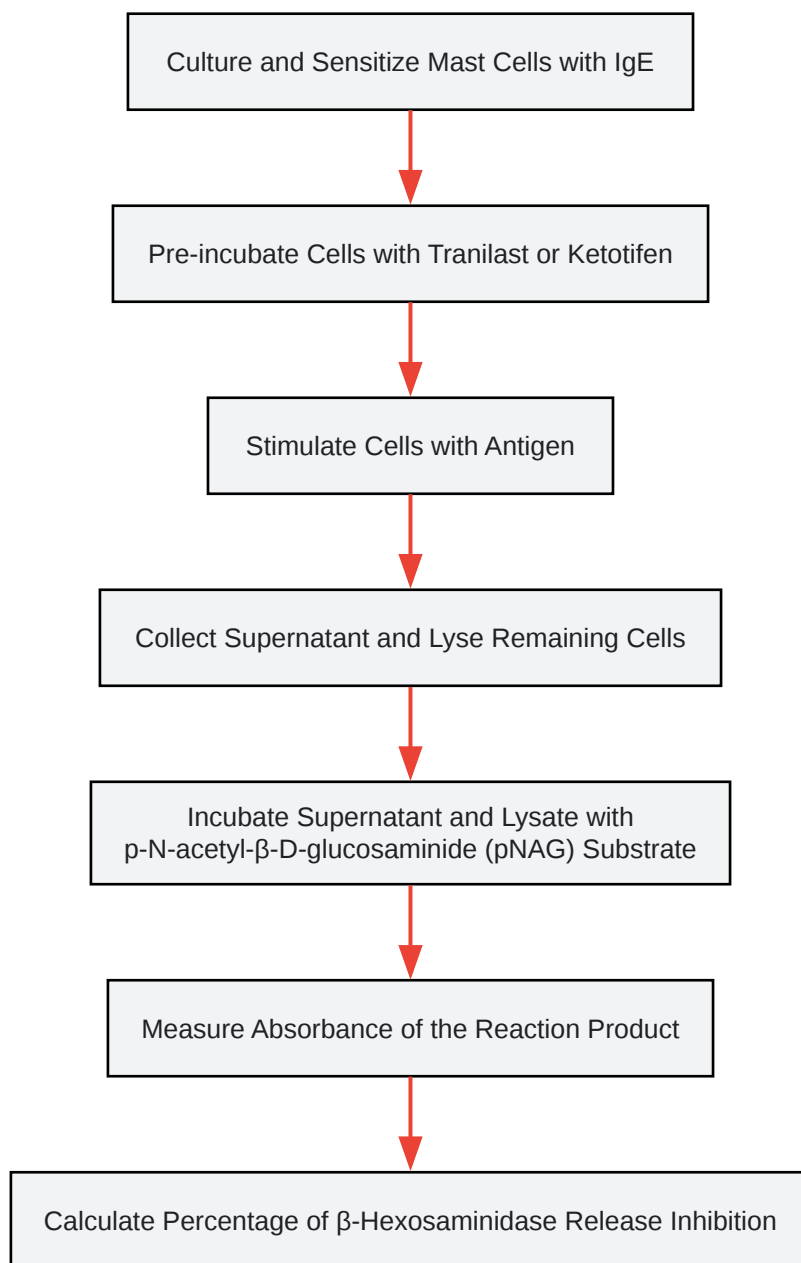 Culture and Sensitize Mast Cells with IgE
Pre-incubate Cells with Tranilast or Ketotifen
Stimulate Cells with Antigen
Collect Supernatant and Lyse Remaining Cells
Incubate Supernatant and Lysate with
p-N-acetyl-β-D-glucosaminide (pNAG) Substrate
Measure Absorbance of the Reaction Product
Calculate Percentage of β-Hexosaminidase Release Inhibition